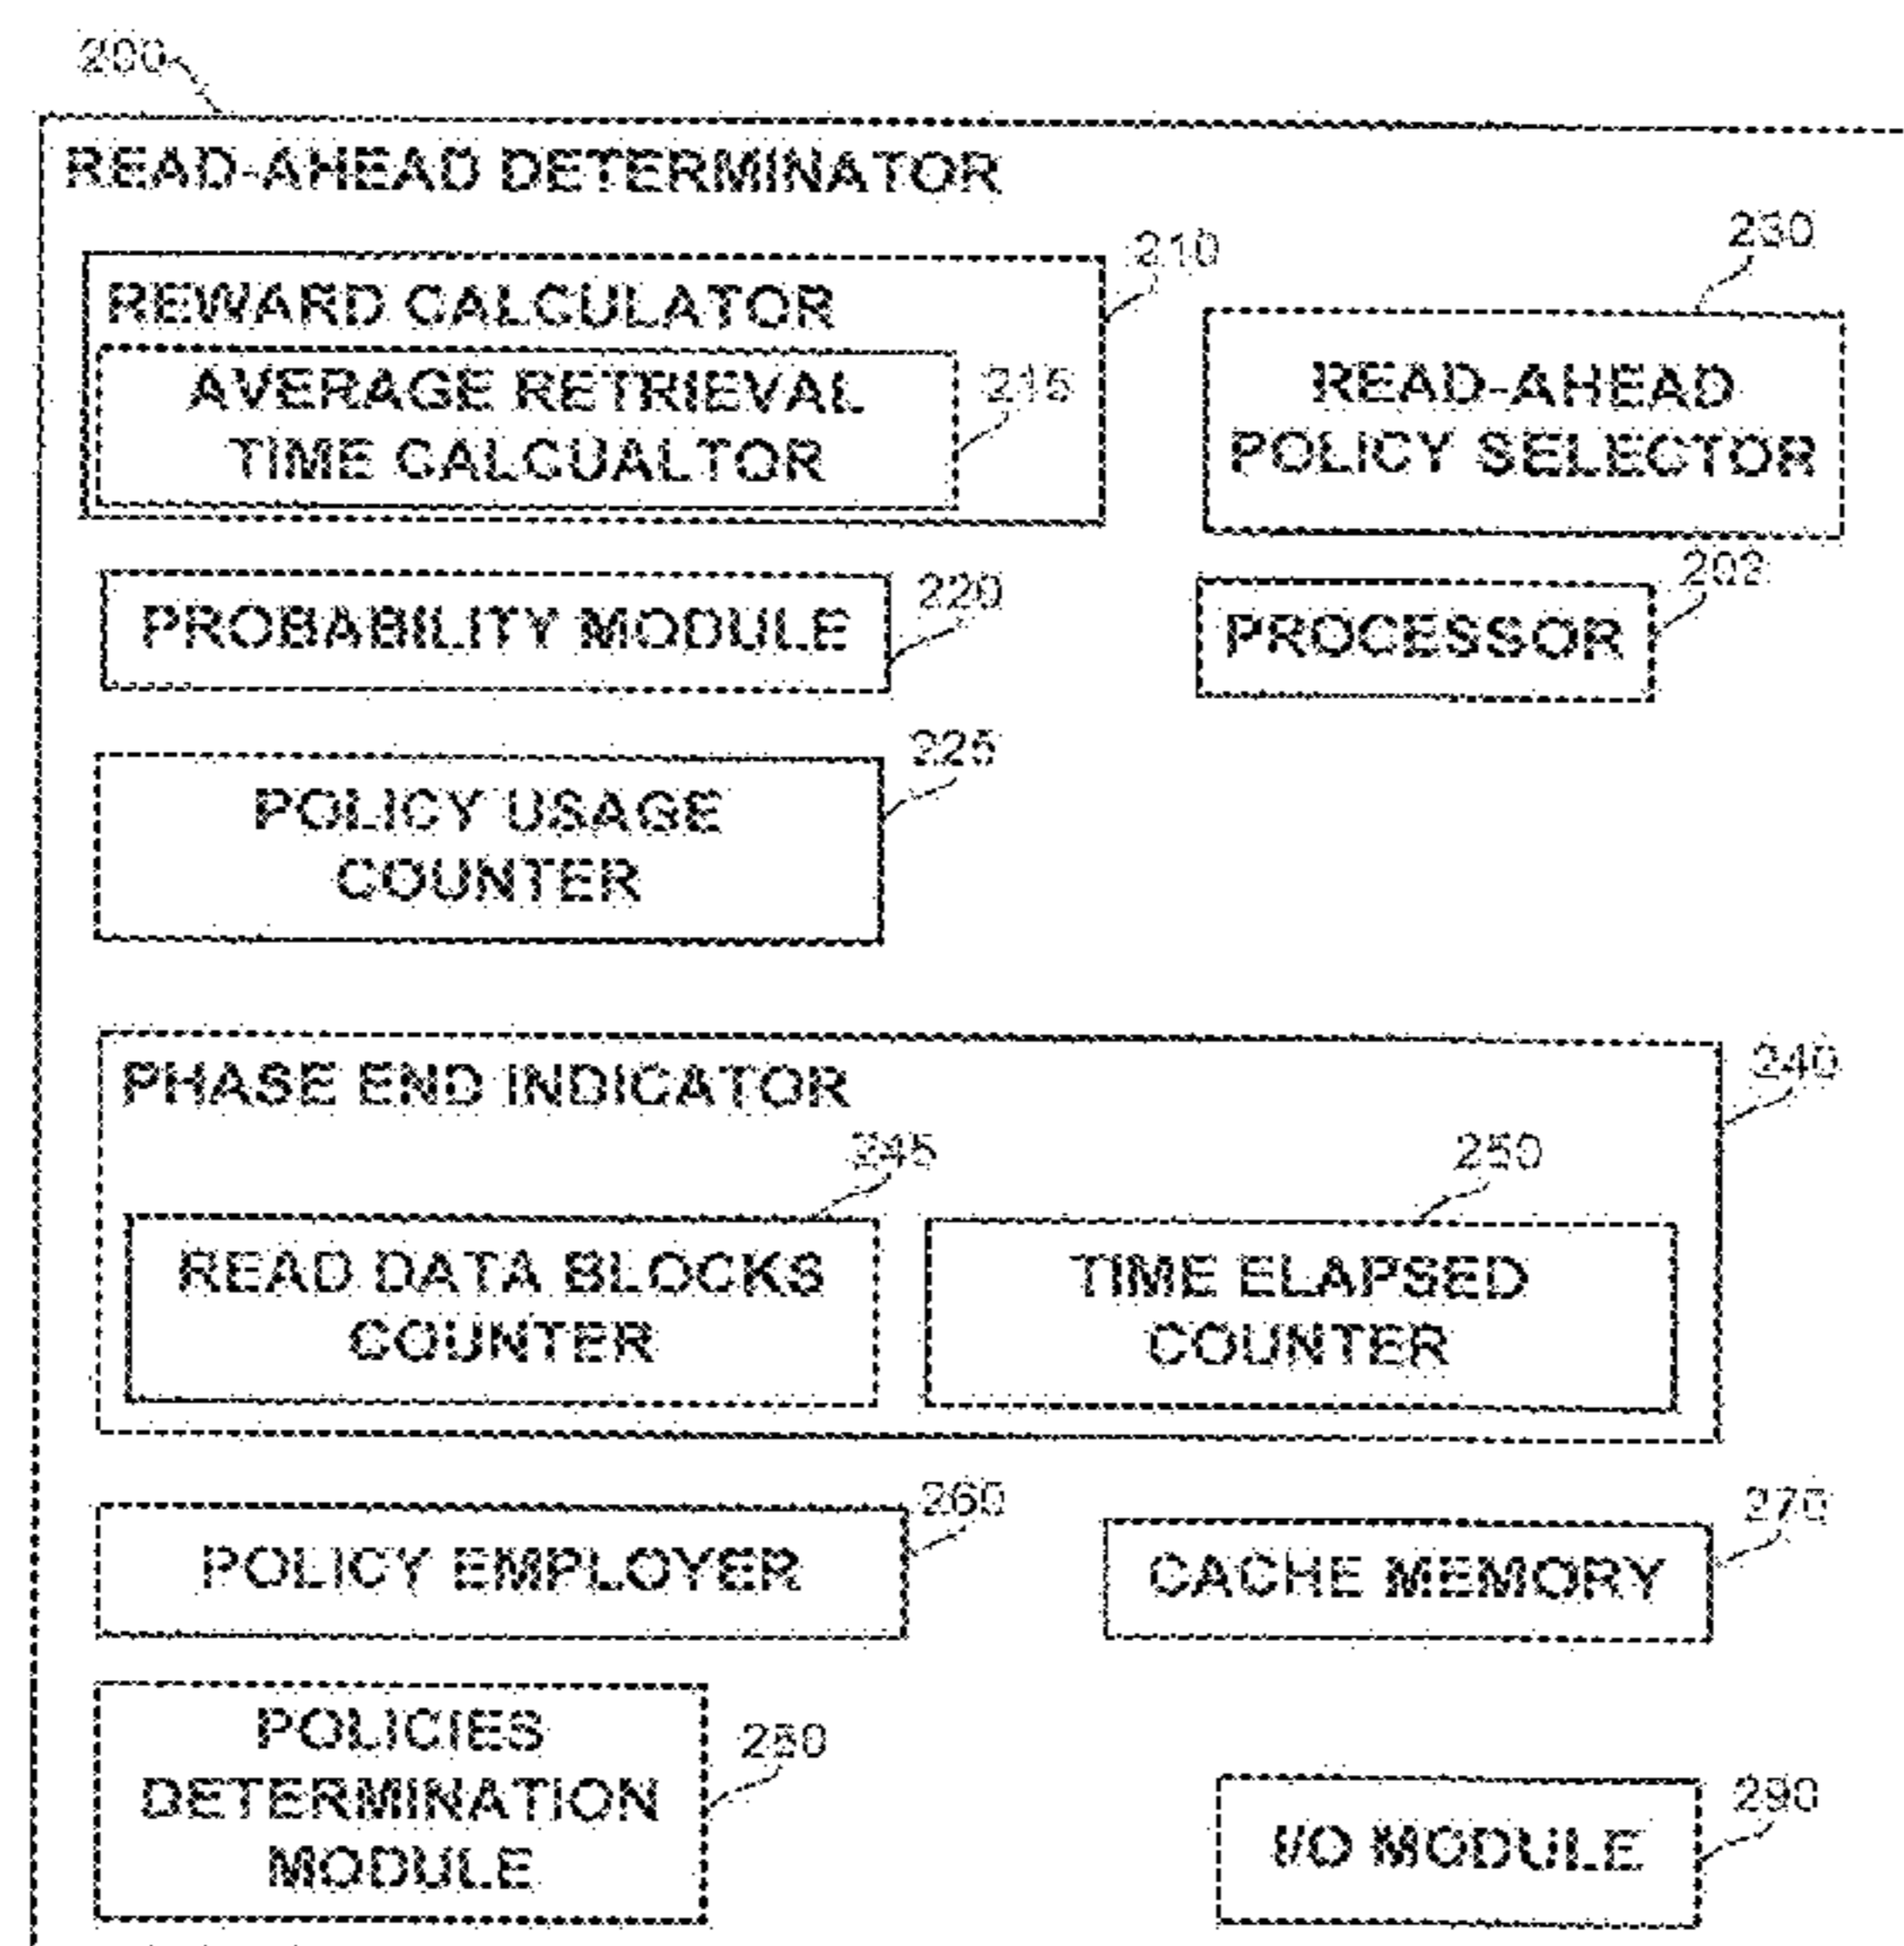 200
READ-AHEAD DETERMINATOR
210
REWARD CALCULATOR
AVERAGE RETRIEVAL
TIME CALCUALTOR
215
230
READ-AHEAD
POLICY SELECTOR
220
PROBABILITY MODULE
202
PROCESSOR
225
POLICY USAGE
COUNTER
240
PHASE END INDICATOR
245
READ DATA BLOCKS
COUNTER
250
TIME ELAPSED
COUNTER
260
POLICY EMPLOYER
270
CACHE MEMORY
POLICIES
DETERMINATION
MODULE
280
290
I/O MODULE